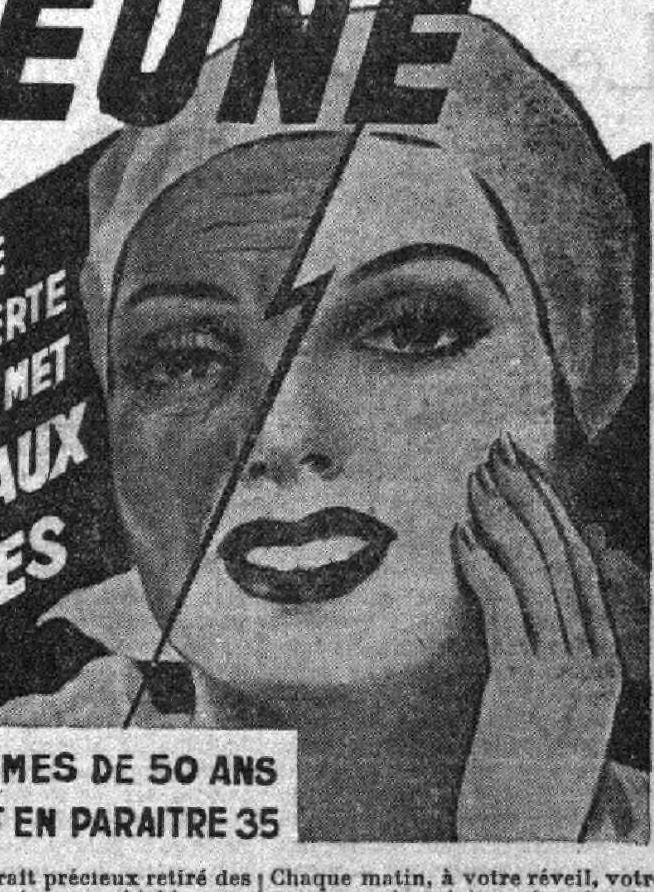 EUNE
E
ERTE
MET
AUX
ES
MES DE 50 ANS
T EN PARAITRE 35
rait précieux retiré des
Chaque matin, à votre réveil, votr